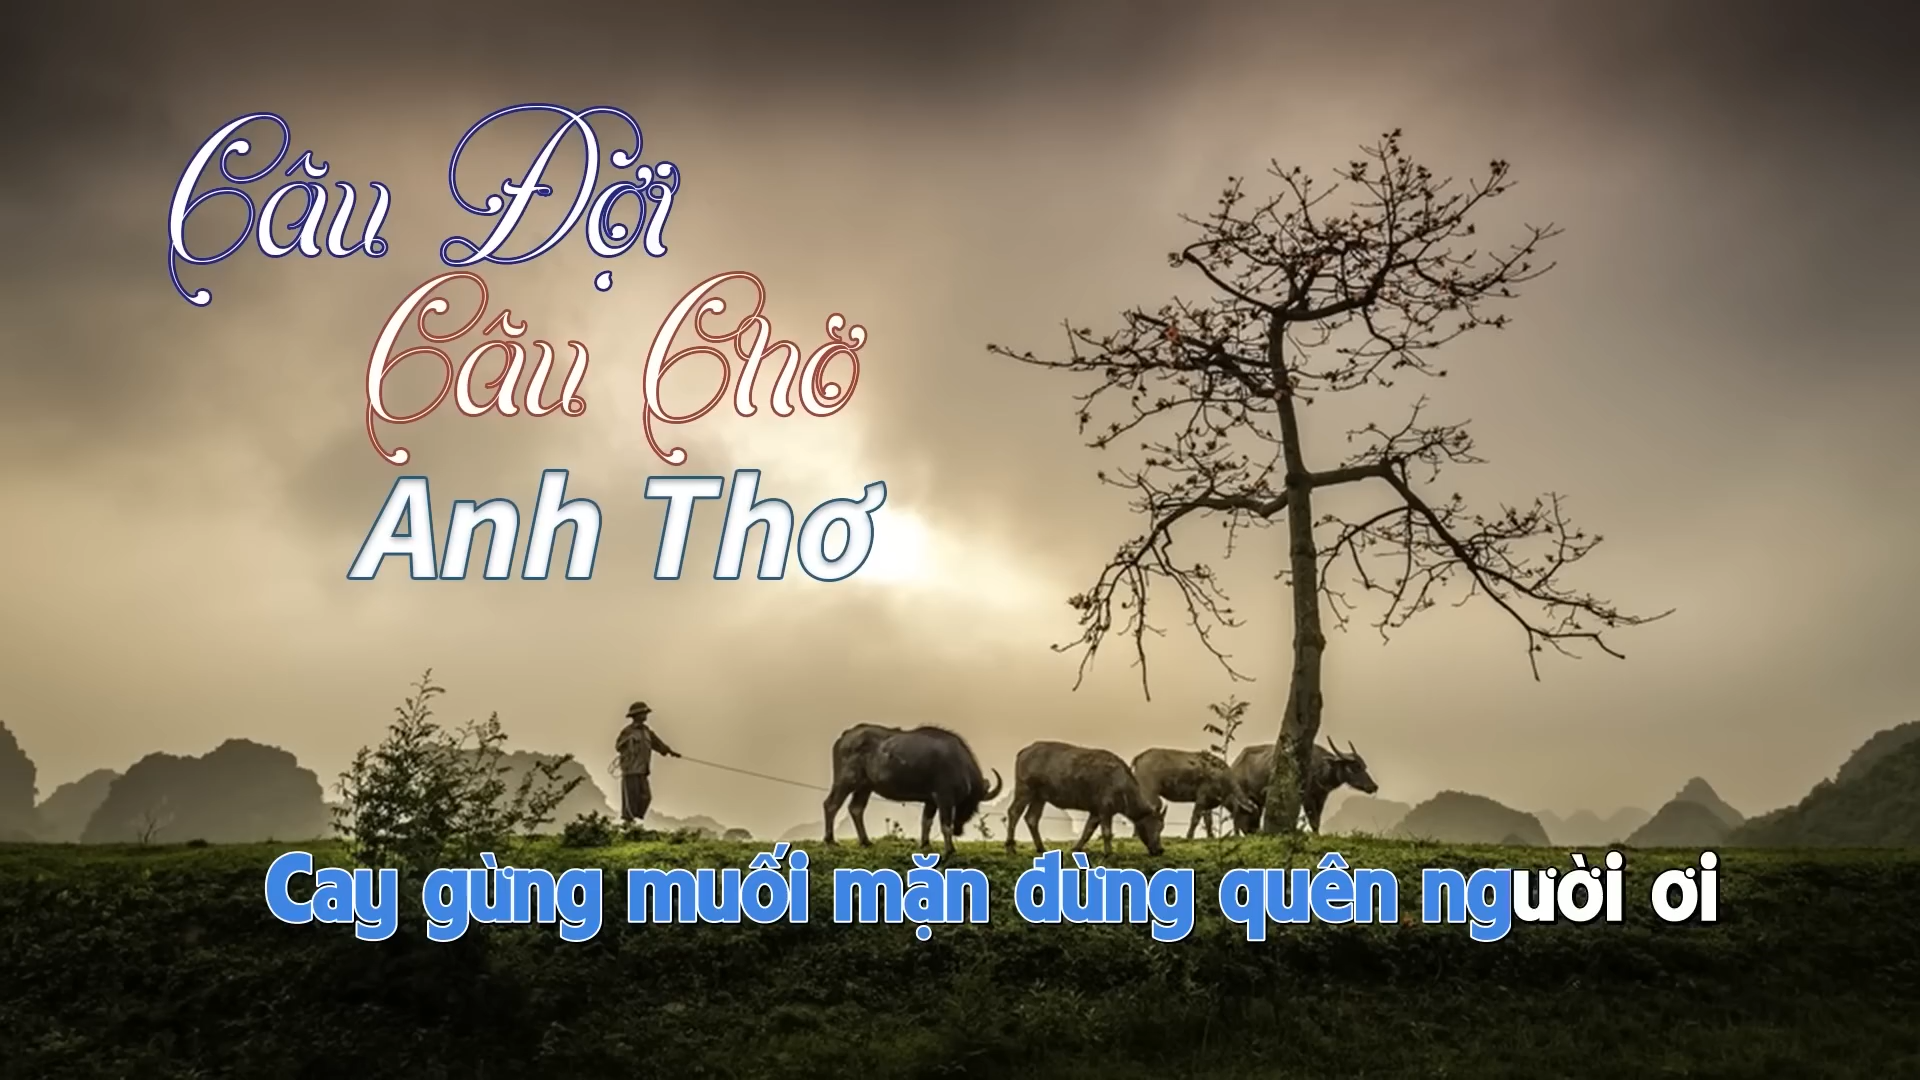 Câu Đợi
Câu Chờ
Anh Thơ
Cay gừng muối mặn đừng quên người ơi